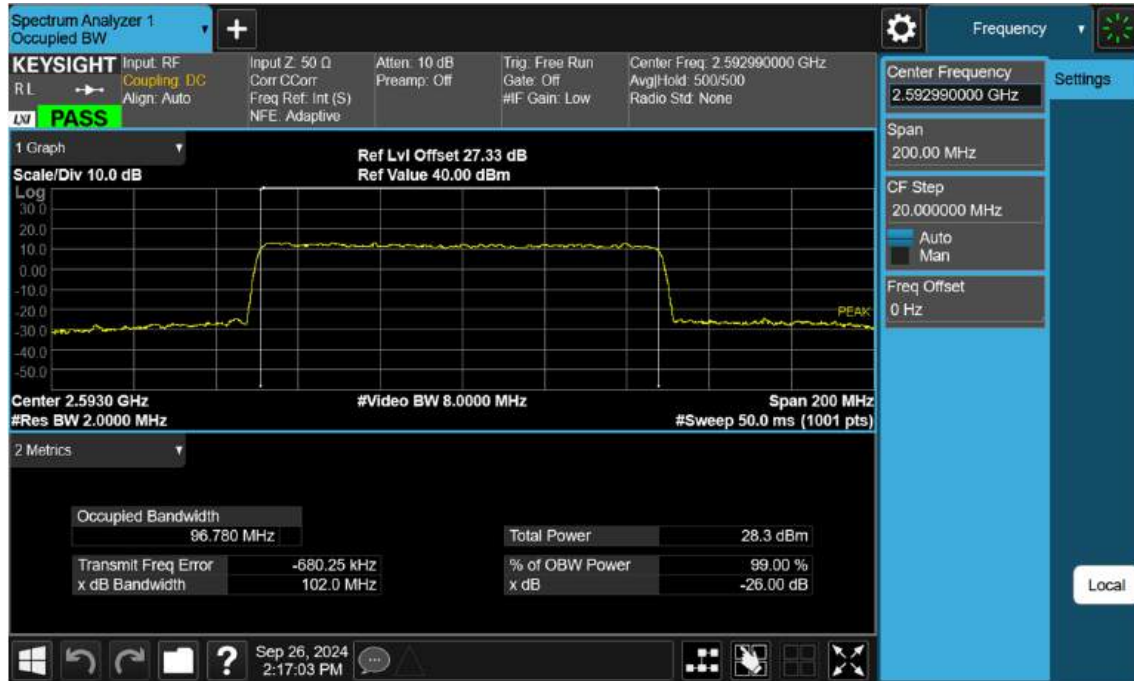 Spectrum Analyzer 1
Occupied BW
+
Frequency
KEYSIGHT
RL
LXI
PASS
Input: RF
Coupling: DC
Align: Auto
Input Z: 50 Ω
Corr CCorr
Freq Ref: Int (S)
NFE: Adaptive
Atten: 10 dB
Preamp: Off
Trig: Free Run
Gate: Off
#IF Gain: Low
Center Freq: 2.592990000 GHz
Avg|Hold: 500/500
Radio Std: None
Center Frequency
2.592990000 GHz
Settings
Span
200.00 MHz
CF Step
20.000000 MHz
Auto
Man
Freq Offset
0 Hz
Local
1 Graph
Scale/Div 10.0 dB
Ref Lvl Offset 27.33 dB
Ref Value 40.00 dBm
Log
30.0
20.0
10.0
0.00
-10.0
-20.0
-30.0
-40.0
-50.0
PEAK
Center 2.5930 GHz
#Video BW 8.0000 MHz
Span 200 MHz
#Res BW 2.0000 MHz
#Sweep 50.0 ms (1001 pts)
2 Metrics
Occupied Bandwidth
96.780 MHz
Total Power 28.3 dBm
Transmit Freq Error -680.25 kHz
% of OBW Power 99.00 %
x dB Bandwidth 102.0 MHz
x dB -26.00 dB
?
Sep 26, 2024
2:17:03 PM